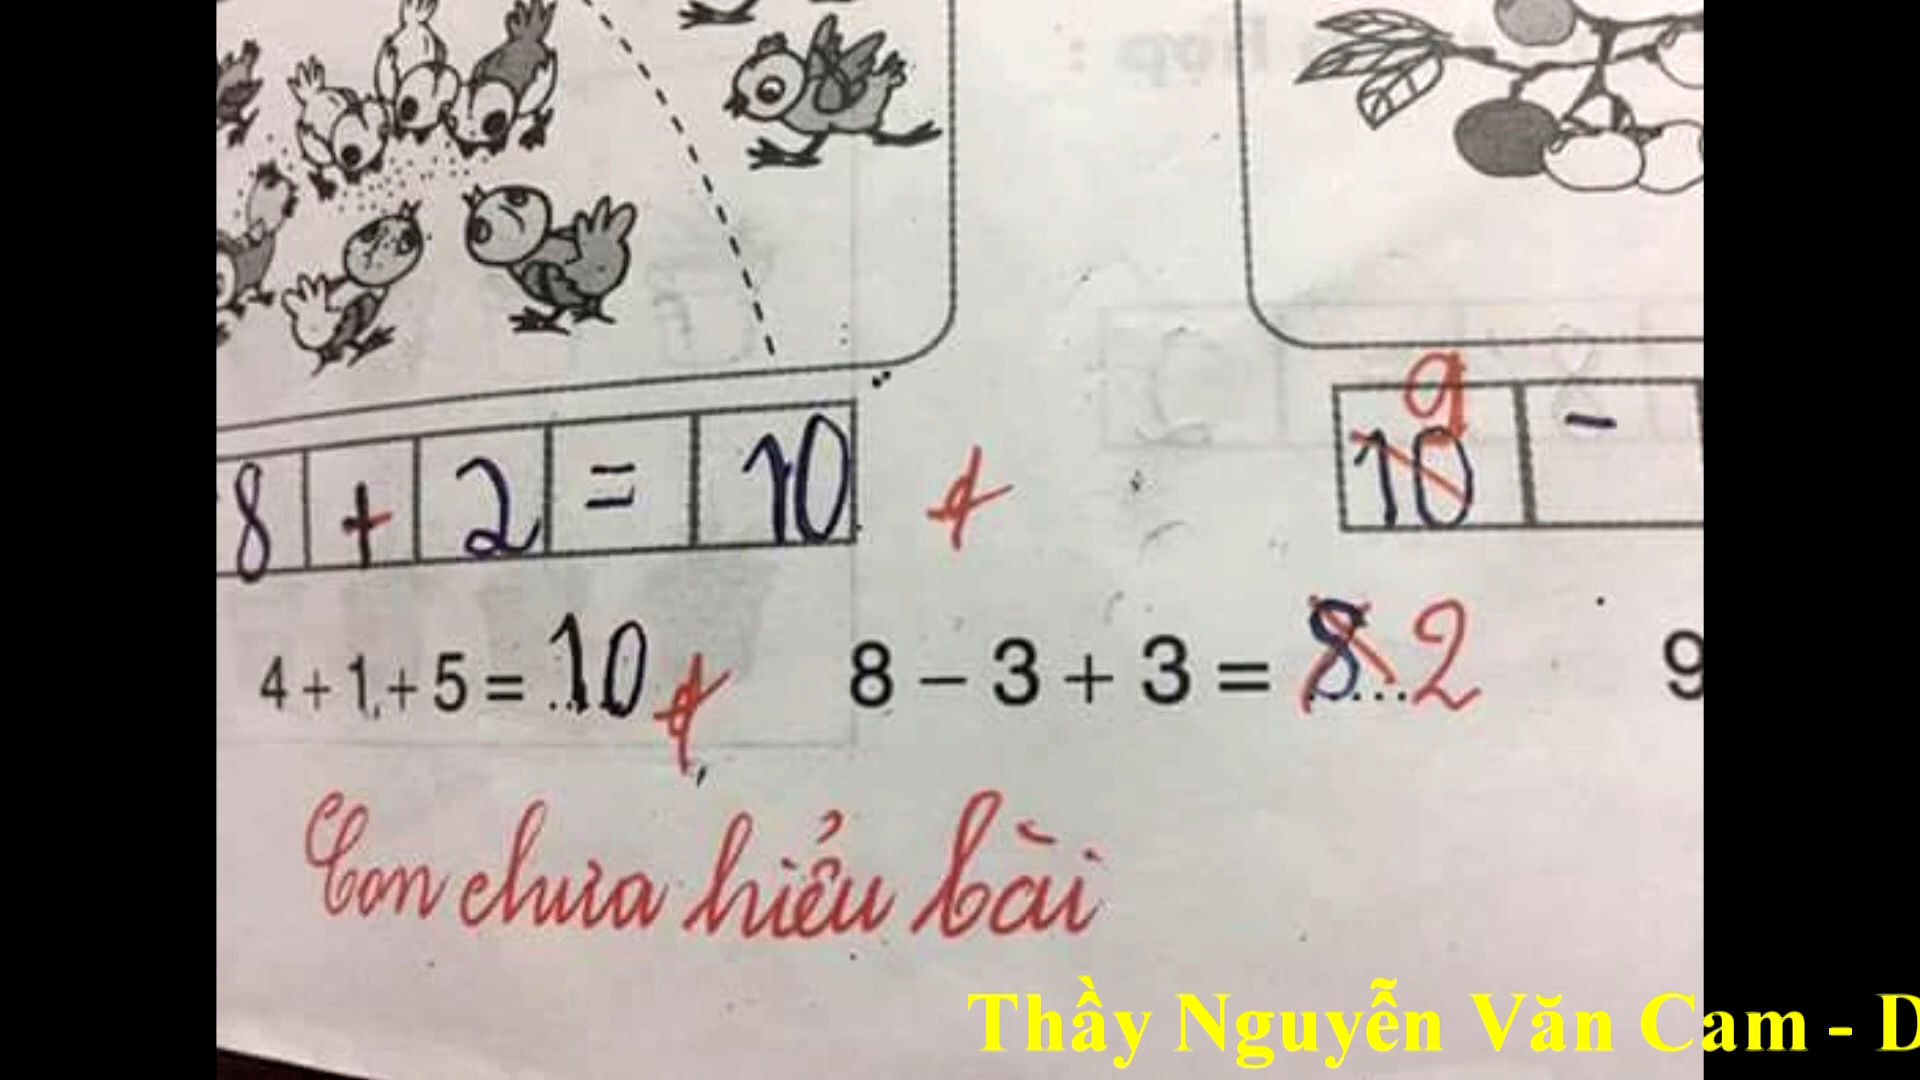 8 + 2 = 10
9
10 -
4 + 1 + 5 = 10
8 – 3 + 3 = 8 2
9
Con chưa hiểu bài
Thầy Nguyễn Văn Cam - D